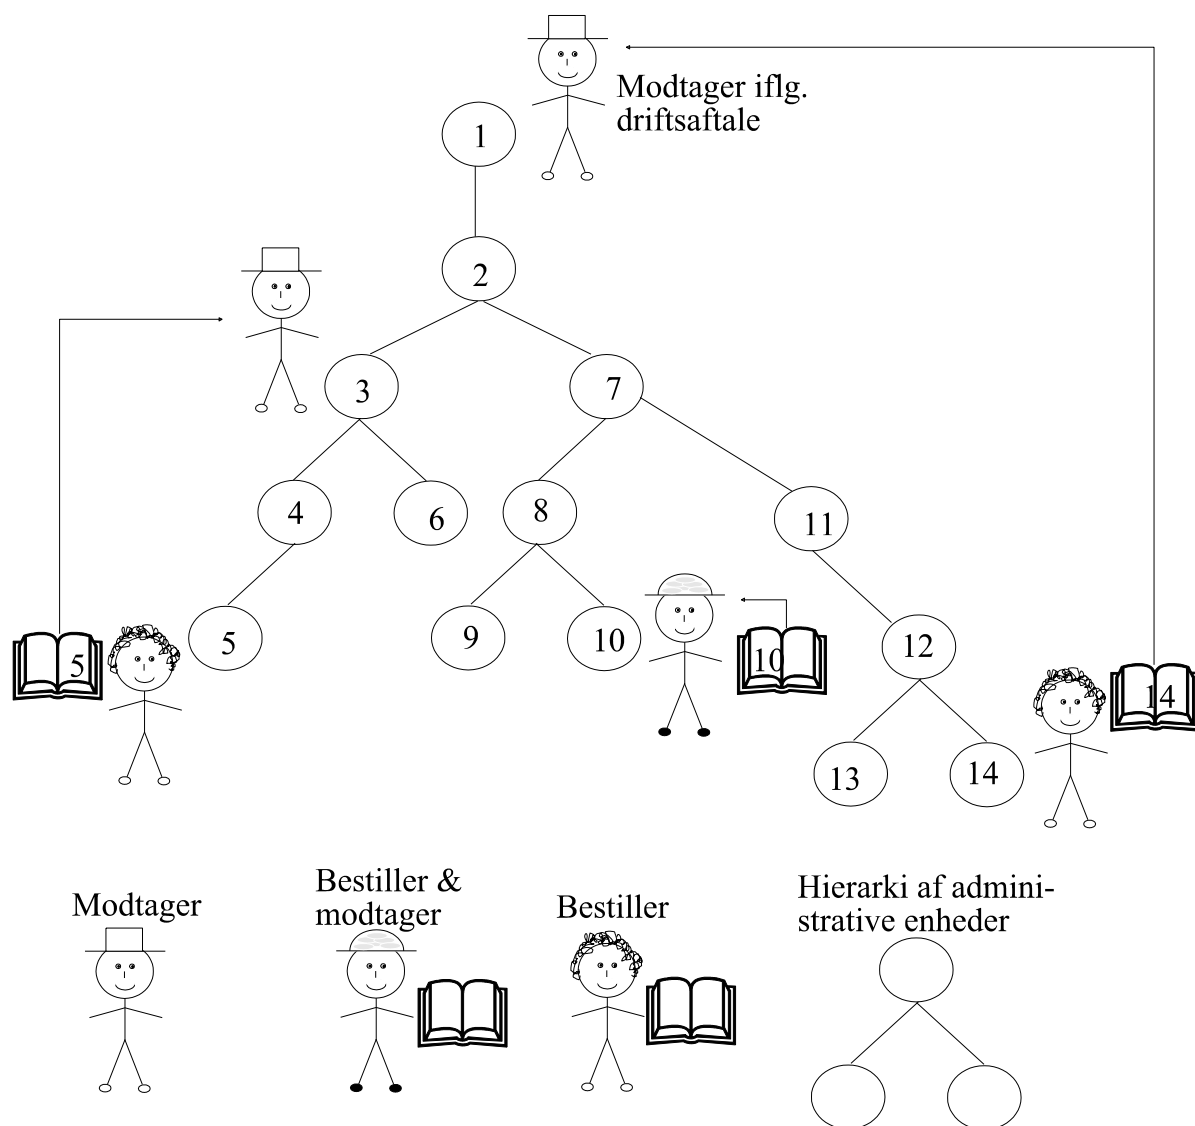 Modtager iflg.
driftsaftale
1
2
3
7
4
6
8
11
5
5
9
10
10
12
14
13
14
Modtager
Bestiller &
modtager
Bestiller
Hierarki af admini-
strative enheder